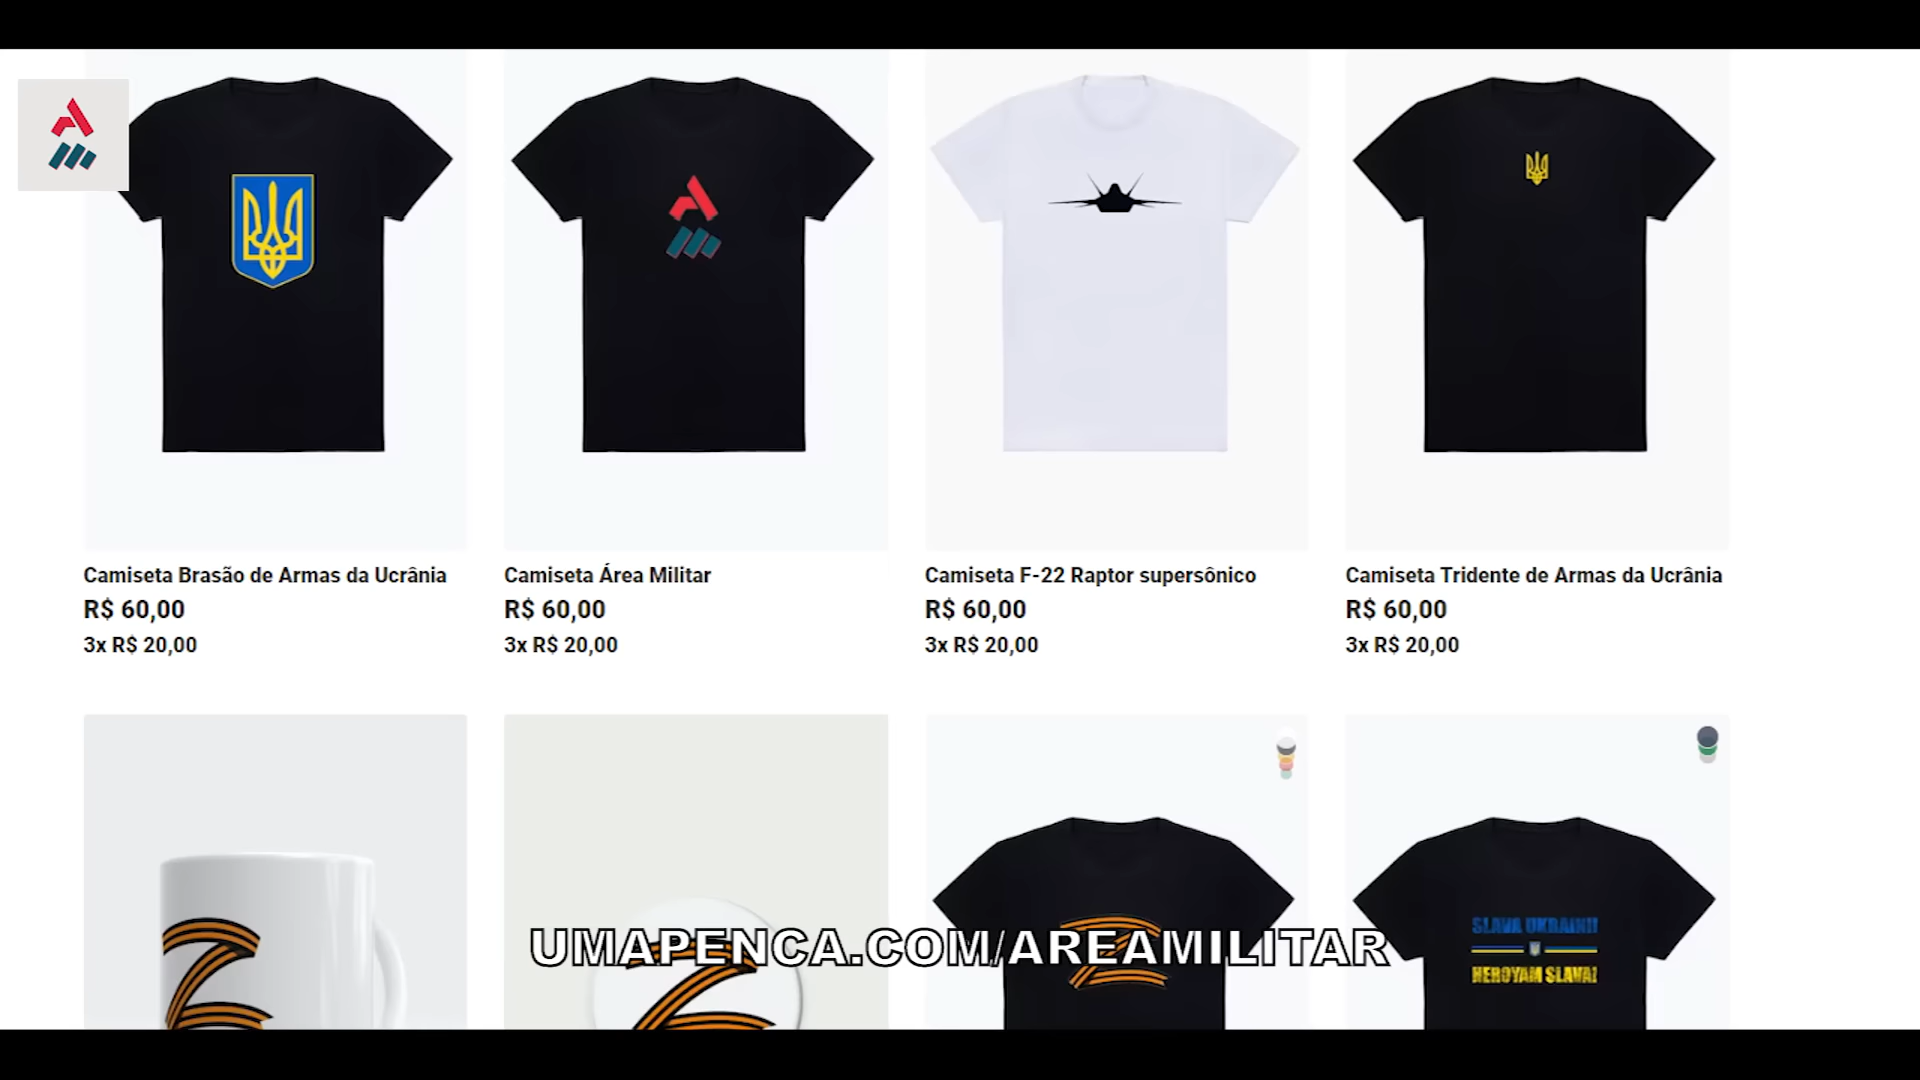 Camiseta Brasão de Armas da Ucrânia
R$ 60,00
3x R$ 20,00
Camiseta Área Militar
R$ 60,00
3x R$ 20,00
Camiseta F-22 Raptor supersônico
R$ 60,00
3x R$ 20,00
Camiseta Tridente de Armas da Ucrânia
R$ 60,00
3x R$ 20,00
Z
Z
Z
SLAVA UKRAINI!
HEROYAM SLAVA!
UMAPENCA.COM/AREAMILITAR